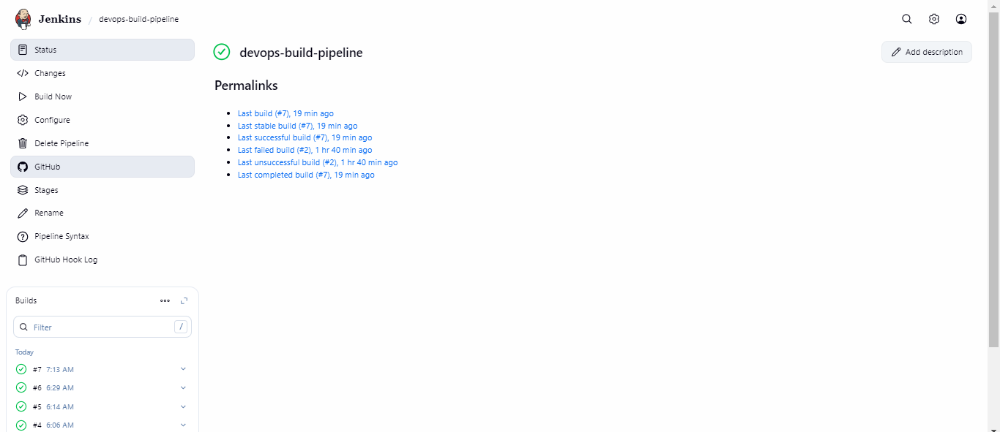 Jenkins / devops-build-pipeline
Status
Changes
Build Now
Configure
Delete Pipeline
GitHub
Stages
Rename
Pipeline Syntax
GitHub Hook Log
Builds
Filter /
Today
#7 7:13 AM
#6 6:29 AM
#5 6:14 AM
#4 6:06 AM
devops-build-pipeline
Add description
Permalinks
Last build (#7), 19 min ago
Last stable build (#7), 19 min ago
Last successful build (#7), 19 min ago
Last failed build (#2), 1 hr 40 min ago
Last unsuccessful build (#2), 1 hr 40 min ago
Last completed build (#7), 19 min ago